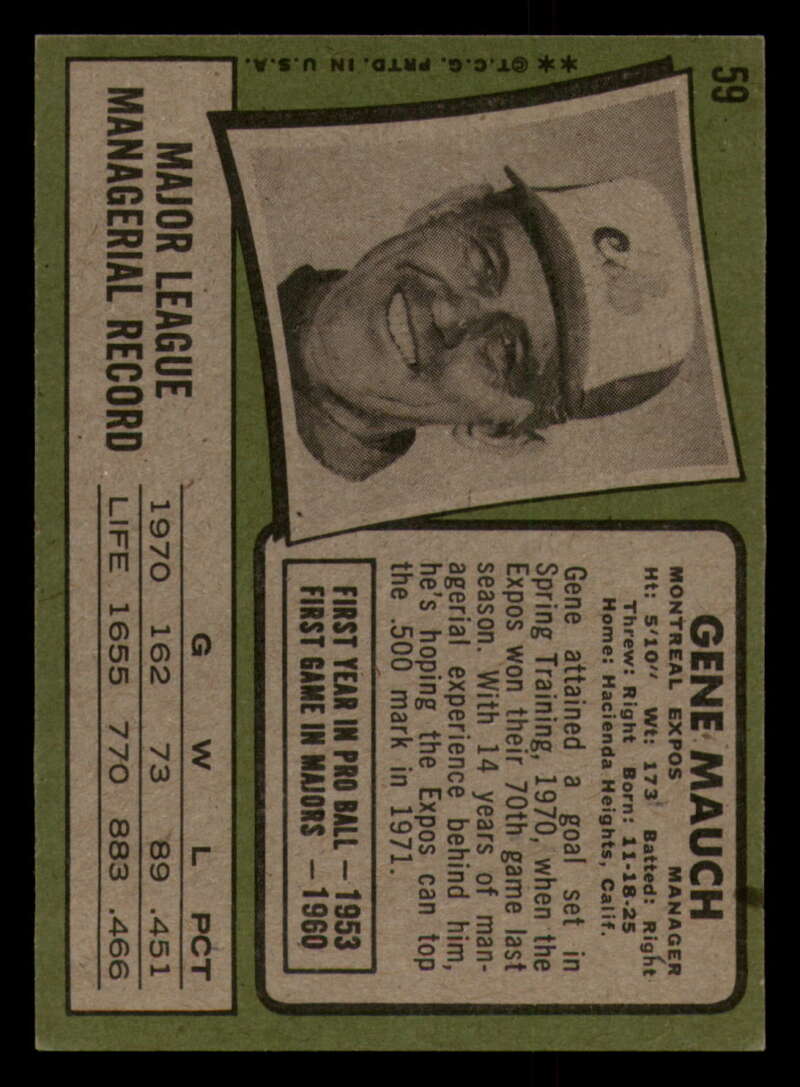 59
**©T.C.G. PRTD. IN U.S.A.
e
GENE MAUCH
MONTREAL EXPOS MANAGER
Ht: 5'10" Wt: 173 Batted: Right
Threw: Right Born: 11-18-25
Home: Hacienda Heights, Calif.
Gene attained a goal set in
Spring Training, 1970, when the
Expos won their 70th game last
season. With 14 years of man-
agerial experience behind him,
he's hoping the Expos can top
the .500 mark in 1971.
FIRST YEAR IN PRO BALL — 1953
FIRST GAME IN MAJORS — 1960
MAJOR LEAGUE
MANAGERIAL RECORD
G W L PCT
1970 162 73 89 .451
LIFE 1655 770 883 .466